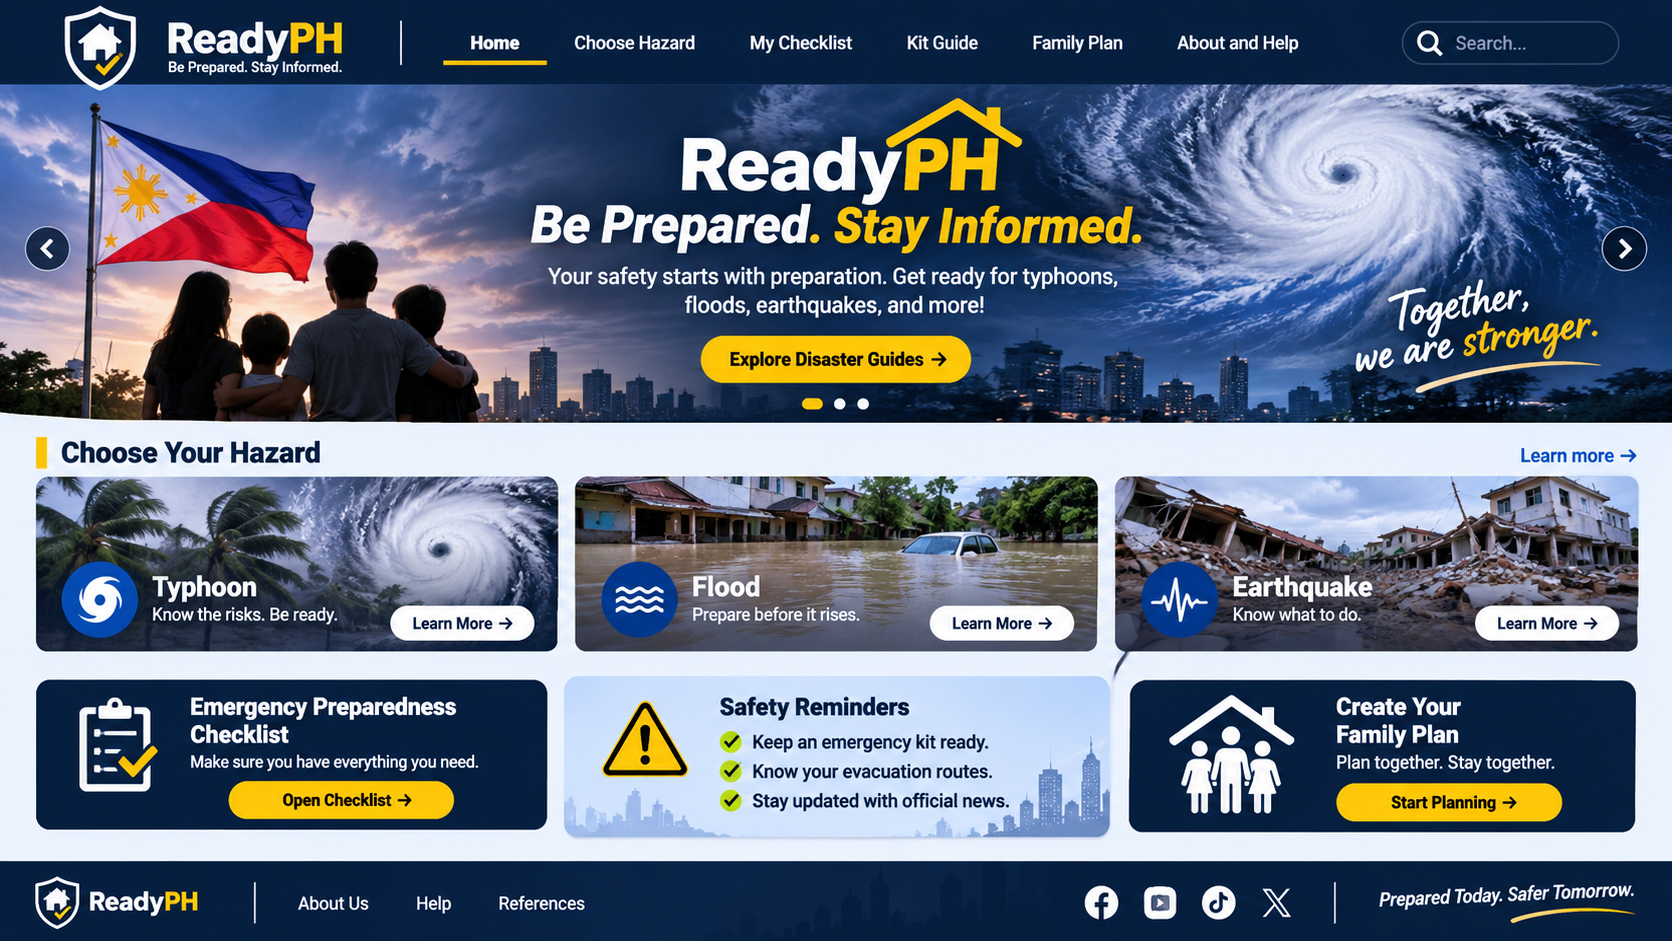 ReadyPH
Be Prepared. Stay Informed.
Home
Choose Hazard
My Checklist
Kit Guide
Family Plan
About and Help
Search...
ReadyPH
Be Prepared. Stay Informed.
Your safety starts with preparation. Get ready for typhoons,
floods, earthquakes, and more!
Explore Disaster Guides →
Together,
we are stronger.
Choose Your Hazard
Learn more →
Typhoon
Know the risks. Be ready.
Learn More →
Flood
Prepare before it rises.
Learn More →
Earthquake
Know what to do.
Learn More →
Emergency Preparedness
Checklist
Make sure you have everything you need.
Open Checklist →
Safety Reminders
Keep an emergency kit ready.
Know your evacuation routes.
Stay updated with official news.
Create Your
Family Plan
Plan together. Stay together.
Start Planning →
ReadyPH
About Us
Help
References
Prepared Today. Safer Tomorrow.